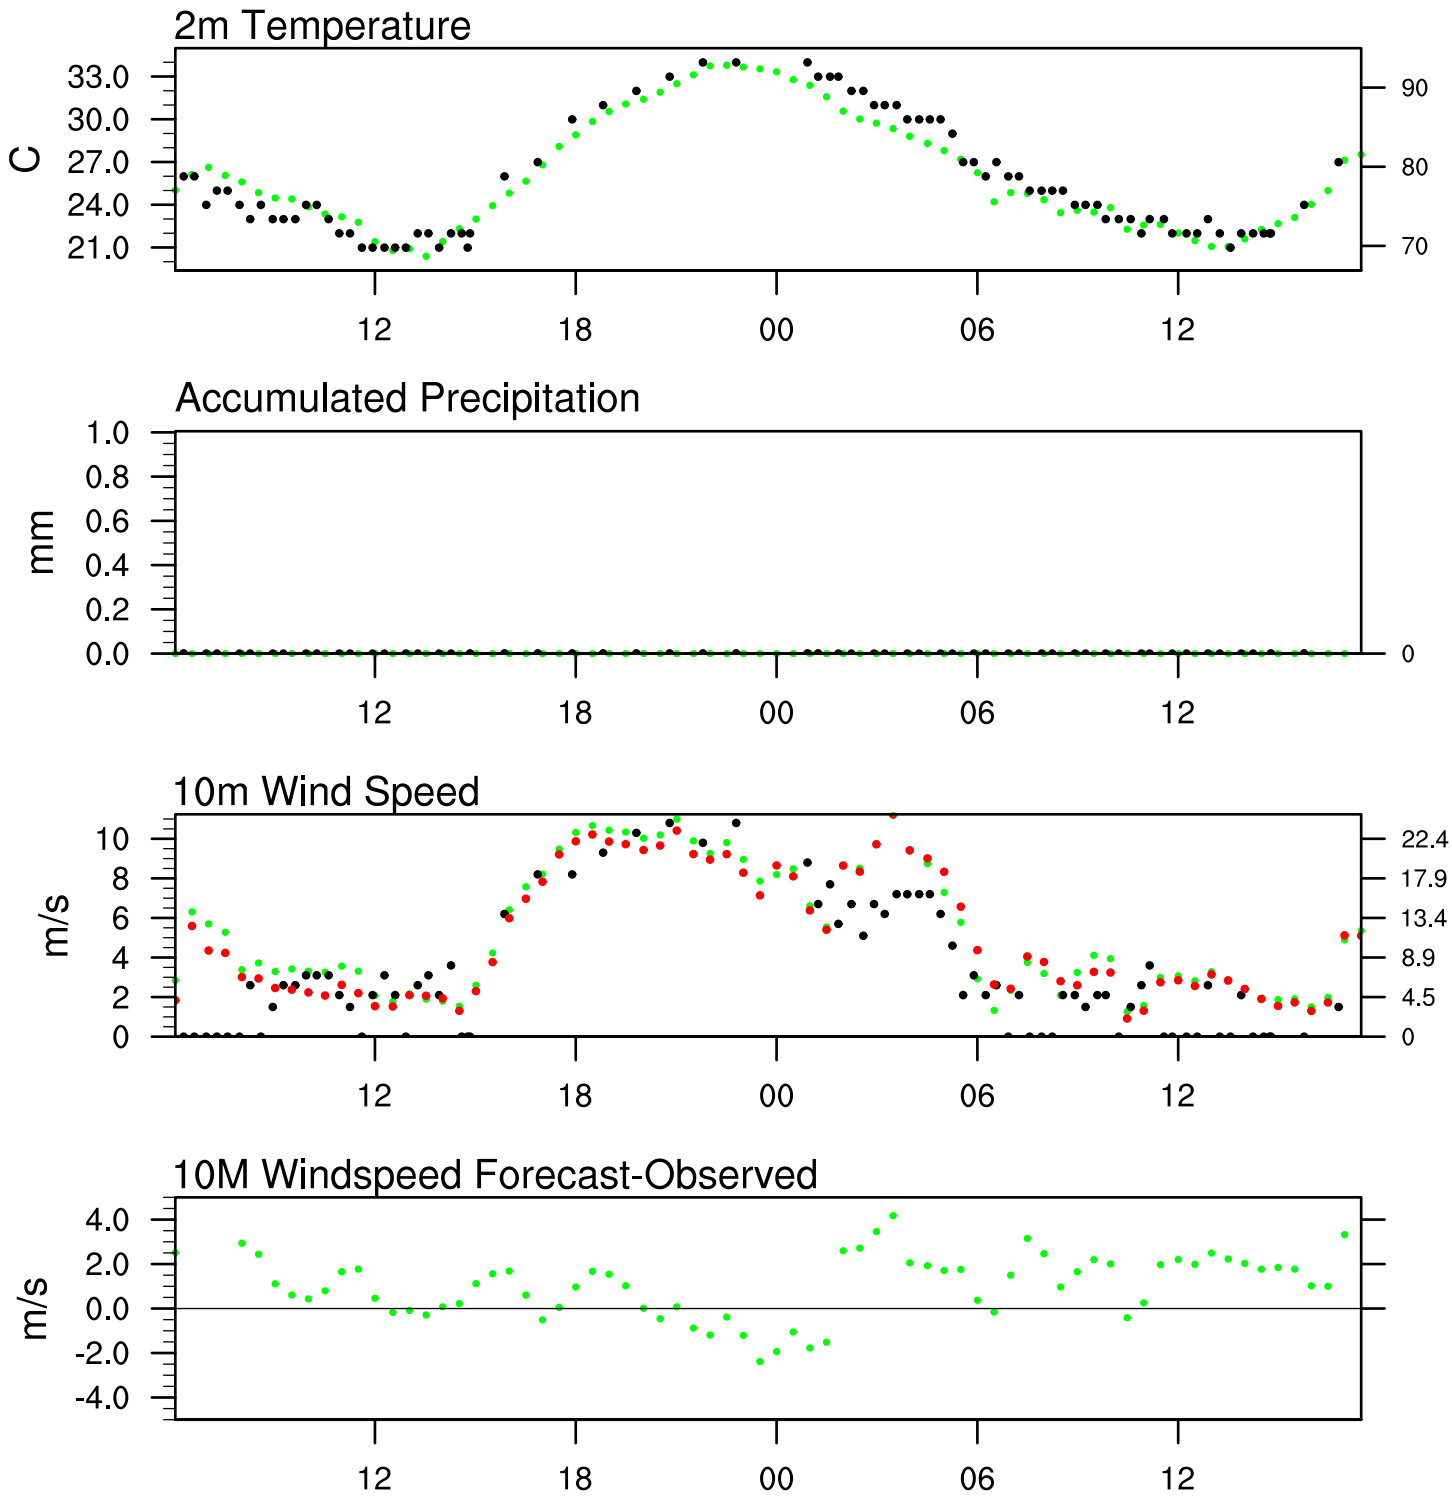 2m Temperature
33.0
30.0
27.0
24.0
21.0
C
90
80
70
12 18 00 06 12
Accumulated Precipitation
1.0
0.8
0.6
0.4
0.2
0.0
mm
0
12 18 00 06 12
10m Wind Speed
10
8
6
4
2
0
m/s
22.4
17.9
13.4
8.9
4.5
0
12 18 00 06 12
10M Windspeed Forecast-Observed
4.0
2.0
0.0
-2.0
-4.0
m/s
12 18 00 06 12